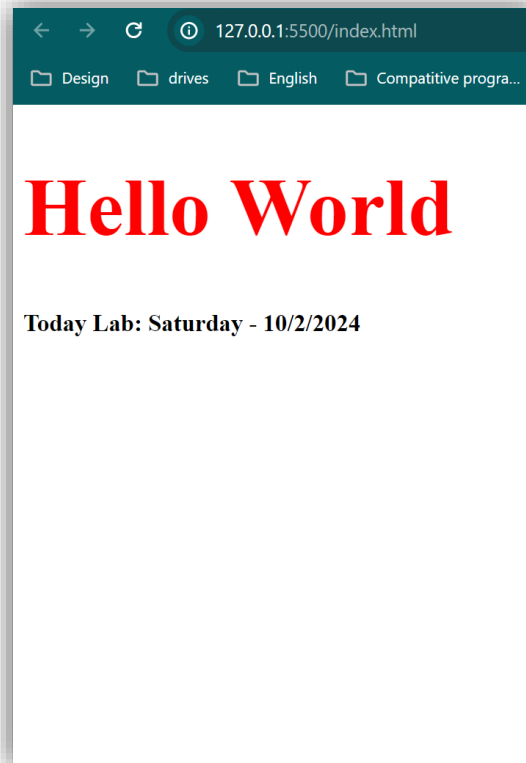 127.0.0.1:5500/index.html
Design drives English Compatitive progra...
Hello World
Today Lab: Saturday - 10/2/2024